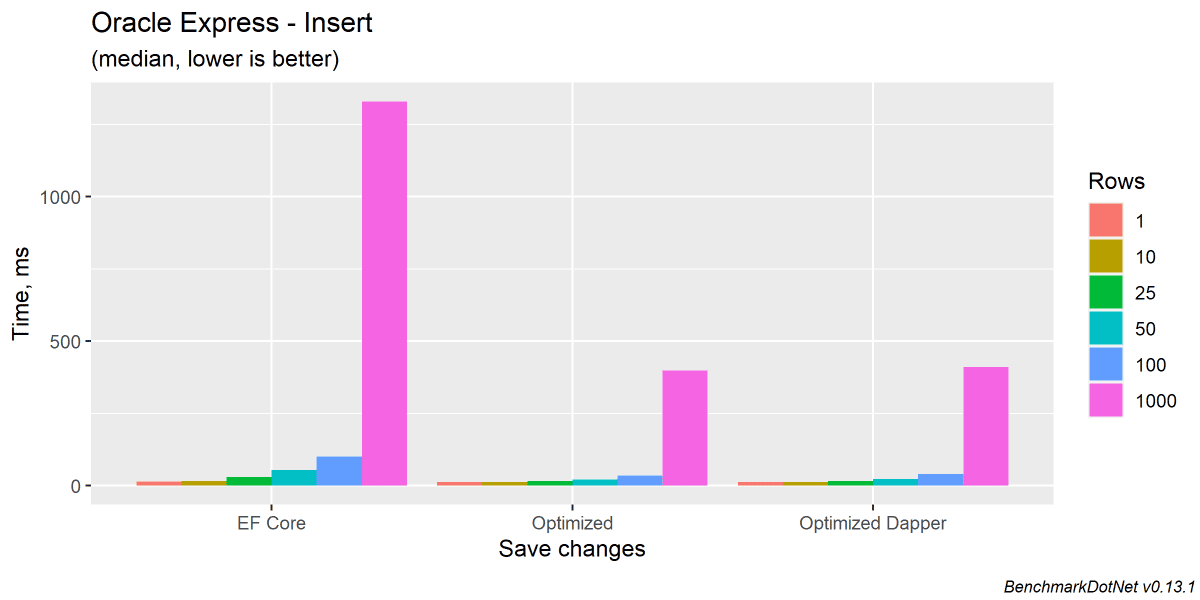 Oracle Express - Insert
(median, lower is better)
Time, ms
1000
500
0
EF Core
Optimized
Optimized Dapper
Save changes
Rows
1
10
25
50
100
1000
BenchmarkDotNet v0.13.1